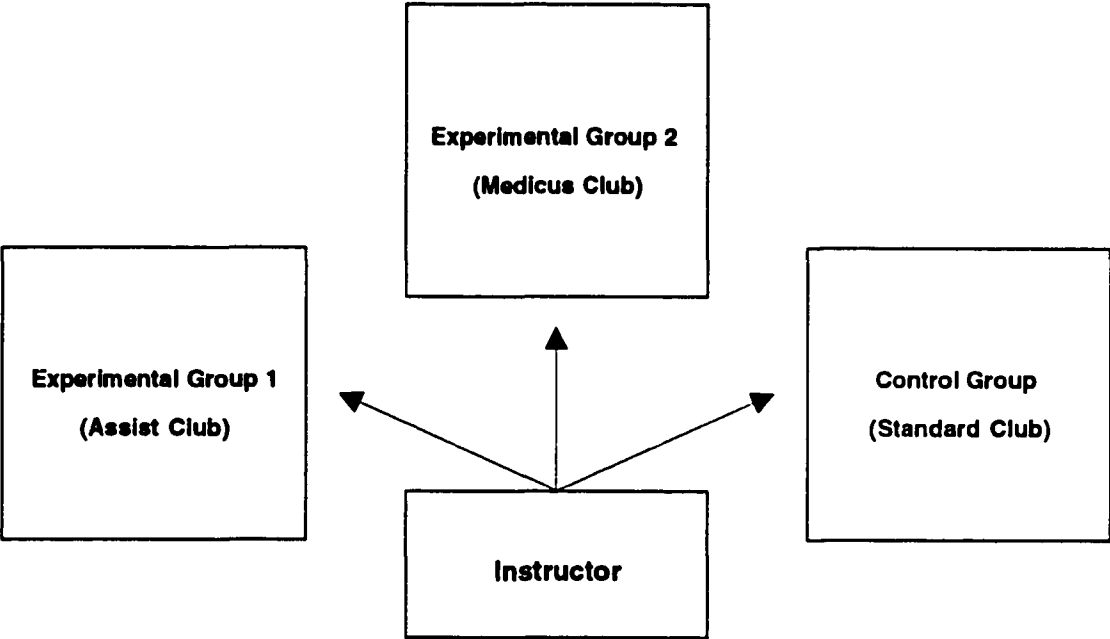 Experimental Group 2
(Medicus Club)
Experimental Group 1
(Assist Club)
Control Group
(Standard Club)
Instructor